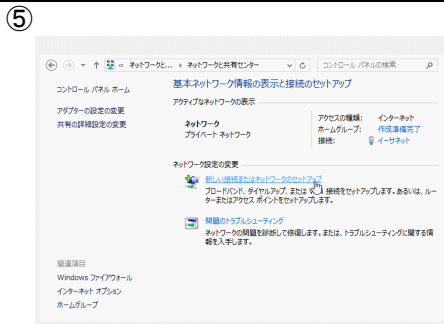 ⑤
ネットワークと... ネットワークと共有センター
コントロール パネルの検索
コントロール パネル ホーム
アダプターの設定の変更
共有の詳細設定の変更
基本ネットワーク情報の表示と接続のセットアップ
アクティブなネットワークの表示
ネットワーク
プライベート ネットワーク
アクセスの種類: インターネット
ホームグループ: 作成準備完了
接続: イーサネット
ネットワーク設定の変更
新しい接続またはネットワークのセットアップ
ブロードバンド、ダイヤルアップ、または 接続をセットアップします。あるいは、ルー
ターまたはアクセス ポイントをセットアップします。
問題のトラブルシューティング
ネットワークの問題を診断して修復します。または、トラブルシューティングに関する情
報を入手します。
関連項目
Windows ファイアウォール
インターネット オプション
ホームグループ